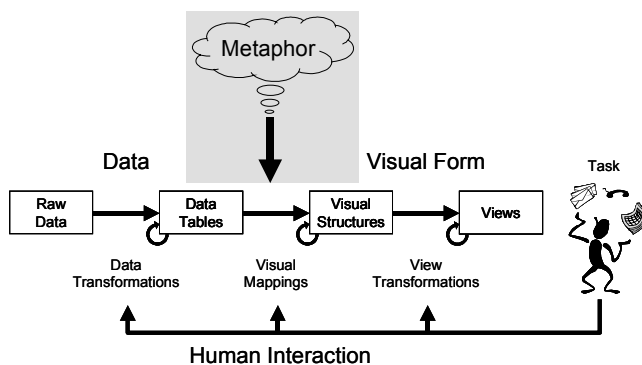 Metaphor
Data
Visual Form
Task
Raw
Data
Data
Tables
Visual
Structures
Views
Data
Transformations
Visual
Mappings
View
Transformations
Human Interaction